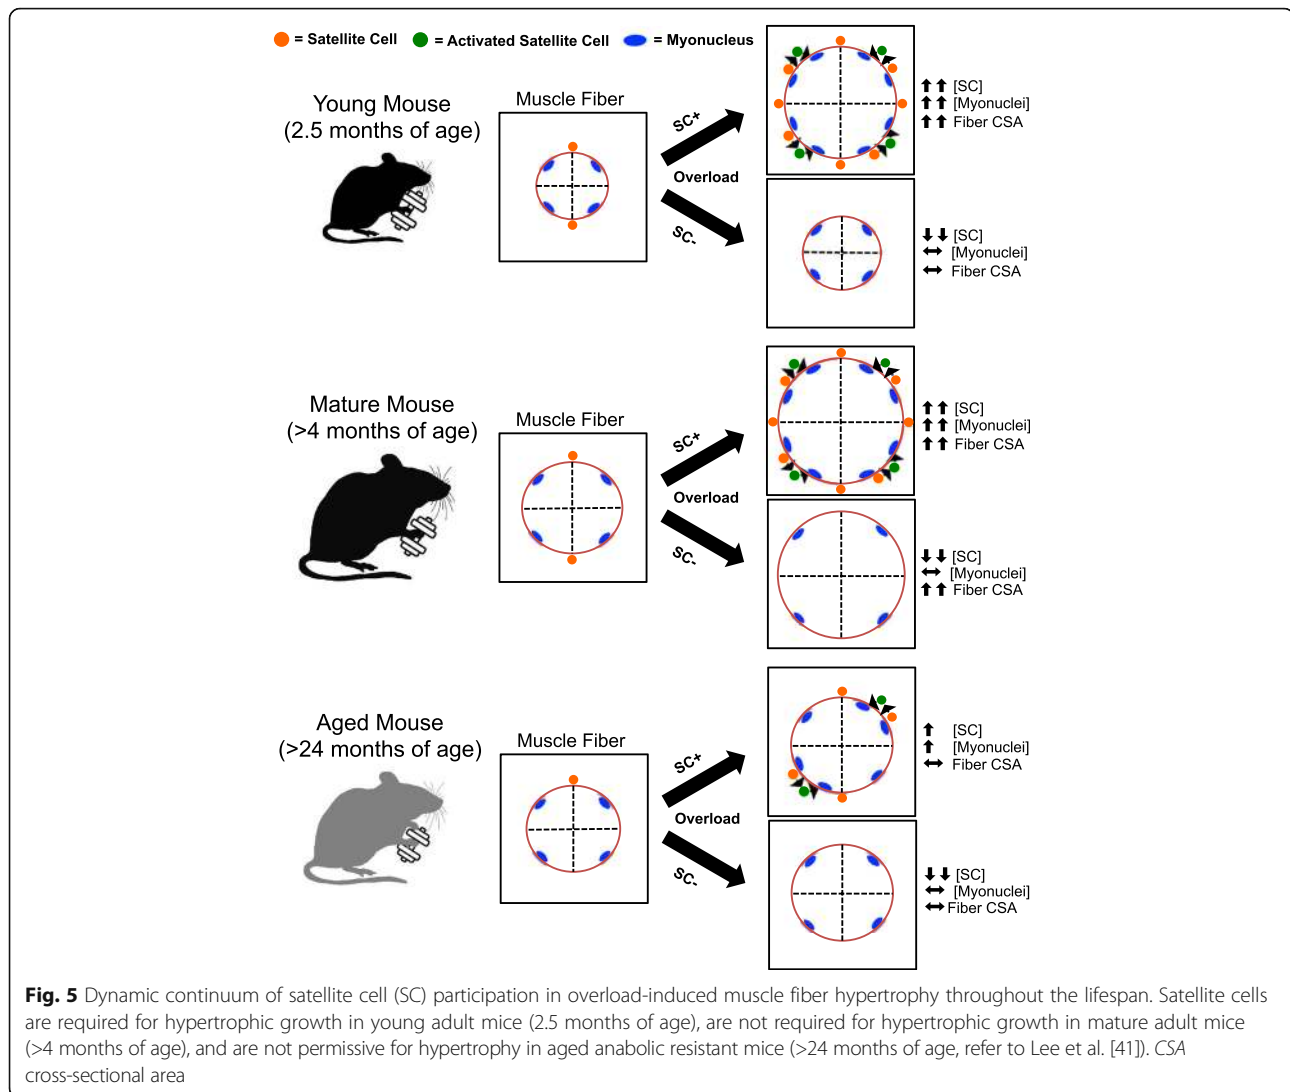 = Satellite Cell = Activated Satellite Cell = Myonucleus
Young Mouse
(2.5 months of age)
Muscle Fiber
SC+
Overload
SC-
⬆⬆ [SC]
⬆⬆ [Myonuclei]
⬆⬆ Fiber CSA
⬇⬇ [SC]
↔ [Myonuclei]
↔ Fiber CSA
Mature Mouse
(>4 months of age)
Muscle Fiber
SC+
Overload
SC-
⬆⬆ [SC]
⬆⬆ [Myonuclei]
⬆⬆ Fiber CSA
⬇⬇ [SC]
↔ [Myonuclei]
⬆⬆ Fiber CSA
Aged Mouse
(>24 months of age)
Muscle Fiber
SC+
Overload
SC-
⬆ [SC]
⬆ [Myonuclei]
↔ Fiber CSA
⬇⬇ [SC]
↔ [Myonuclei]
↔ Fiber CSA
Fig. 5 Dynamic continuum of satellite cell (SC) participation in overload-induced muscle fiber hypertrophy throughout the lifespan. Satellite cells
are required for hypertrophic growth in young adult mice (2.5 months of age), are not required for hypertrophic growth in mature adult mice
(>4 months of age), and are not permissive for hypertrophy in aged anabolic resistant mice (>24 months of age, refer to Lee et al. [41]). CSA
cross-sectional area